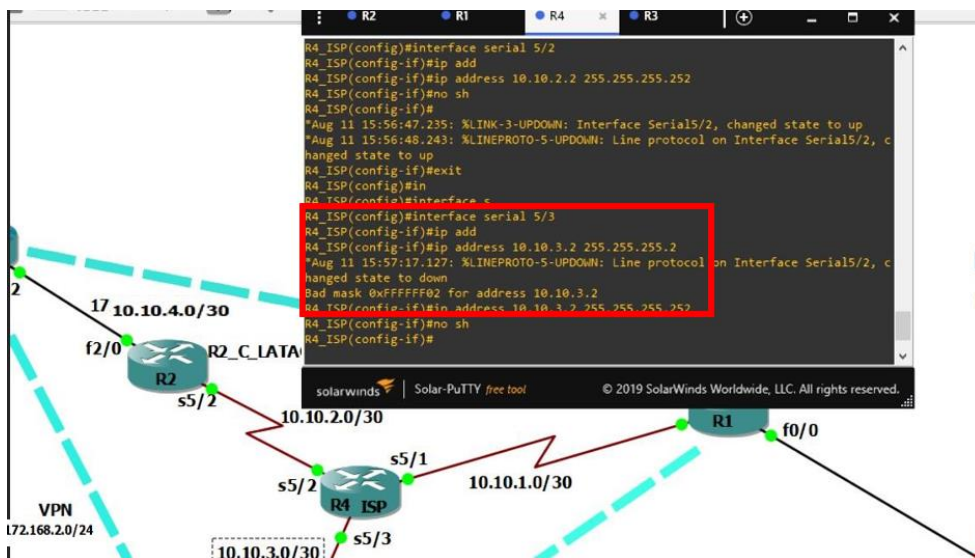 R2 R1 R4 × R3
R4_ISP(config)#interface serial 5/2
R4_ISP(config-if)#ip add
R4_ISP(config-if)#ip address 10.10.2.2 255.255.255.252
R4_ISP(config-if)#no sh
R4_ISP(config-if)#
*Aug 11 15:56:47.235: %LINK-3-UPDOWN: Interface Serial5/2, changed state to up
*Aug 11 15:56:48.243: %LINEPROTO-5-UPDOWN: Line protocol on Interface Serial5/2, c
hanged state to up
R4_ISP(config-if)#exit
R4_ISP(config)#in
R4_ISP(config)#interface s
R4_ISP(config)#interface serial 5/3
R4_ISP(config-if)#ip add
R4_ISP(config-if)#ip address 10.10.3.2 255.255.255.2
*Aug 11 15:57:17.127: %LINEPROTO-5-UPDOWN: Line protocol on Interface Serial5/2, c
hanged state to down
Bad mask 0xFFFFFF02 for address 10.10.3.2
R4_ISP(config-if)#ip address 10.10.3.2 255.255.255.252
R4_ISP(config-if)#no sh
R4_ISP(config-if)#
solarwinds Solar-PuTTY free tool © 2019 SolarWinds Worldwide, LLC. All rights reserved.
2
17 10.10.4.0/30
f2/0
R2_C_LATA
R2
s5/2
10.10.2.0/30
R1
f0/0
s5/1
s5/2
10.10.1.0/30
R4 ISP
VPN
172.168.2.0/24
s5/3
10.10.3.0/30